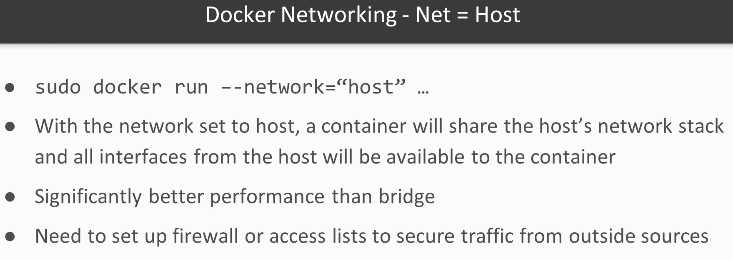 Docker Networking - Net = Host
● sudo docker run –-network=“host” …
● With the network set to host, a container will share the host’s network stack
and all interfaces from the host will be available to the container
● Significantly better performance than bridge
● Need to set up firewall or access lists to secure traffic from outside sources